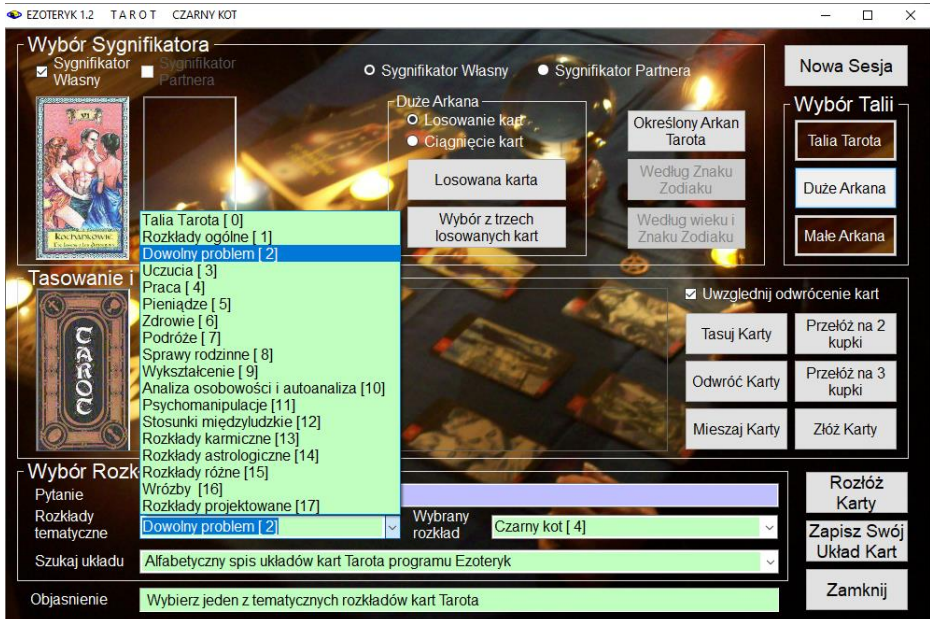 EZOTERYK 1.2 TAROT CZARNY KOT
Wybór Sygnifikatora
Sygnifikator Własny
Sygnifikator Partnera
Sygnifikator Własny
Sygnifikator Partnera
Nowa Sesja
VI
KOCHANKOWIE
Duże Arkana
Losowanie kart
Ciągnięcie kart
Losowana karta
Wybór z trzech
losowanych kart
Określony Arkan
Tarota
Według Znaku
Zodiaku
Według wieku i
Znaku Zodiaku
Wybór Talii
Talia Tarota
Duże Arkana
Małe Arkana
Talia Tarota [ 0]
Rozkłady ogólne [ 1]
Dowolny problem [ 2]
Uczucia [ 3]
Praca [ 4]
Pieniądze [ 5]
Zdrowie [ 6]
Podróże [ 7]
Sprawy rodzinne [ 8]
Wykształcenie [ 9]
Analiza osobowości i autoanaliza [10]
Psychomanipulacje [11]
Stosunki międzyludzkie [12]
Rozkłady karmiczne [13]
Rozkłady astrologiczne [14]
Rozkłady różne [15]
Wróżby [16]
Rozkłady projektowane [17]
Tasowanie i
TAROT
Uwzglednij odwrócenie kart
Tasuj Karty
Przełóż na 2
kupki
Odwróć Karty
Przełóż na 3
kupki
Mieszaj Karty
Złóż Karty
Wybór Rozkł
Pytanie
Rozkłady
tematyczne
Dowolny problem [ 2]
Wybrany
rozkład
Czarny kot [ 4]
Szukaj układu
Alfabetyczny spis układów kart Tarota programu Ezoteryk
Objasnienie
Wybierz jeden z tematycznych rozkładów kart Tarota
Rozłóż
Karty
Zapisz Swój
Układ Kart
Zamknij